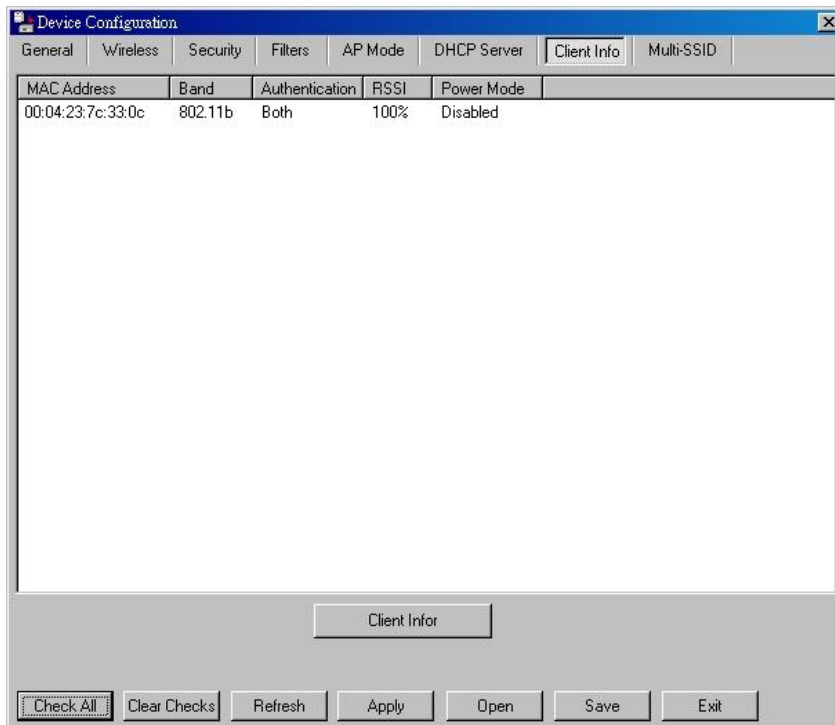 Device Configuration
General Wireless Security Filters AP Mode DHCP Server Client Info Multi-SSID
MAC Address Band Authentication RSSI Power Mode
00:04:23:7c:33:0c 802.11b Both 100% Disabled
Client Infor
Check All Clear Checks Refresh Apply Open Save Exit